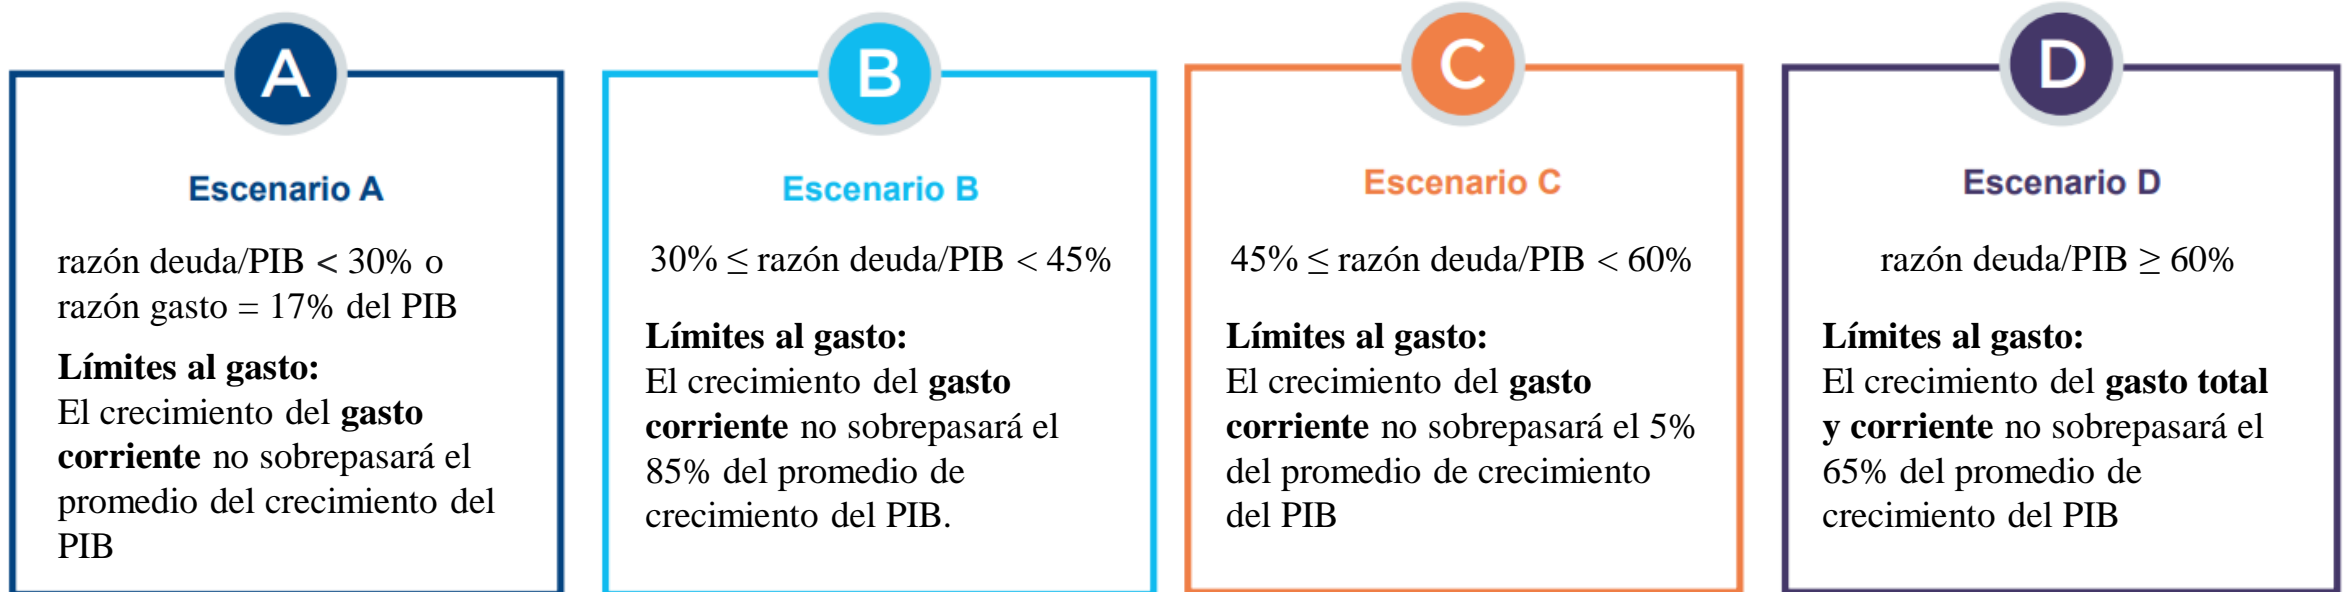 A
Escenario A
razón deuda/PIB < 30% o
razón gasto = 17% del PIB
Límites al gasto:
El crecimiento del gasto
corriente no sobrepasará el
promedio del crecimiento del
PIB
B
Escenario B
30% ≤ razón deuda/PIB < 45%
Límites al gasto:
El crecimiento del gasto
corriente no sobrepasará el
85% del promedio de
crecimiento del PIB.
C
Escenario C
45% ≤ razón deuda/PIB < 60%
Límites al gasto:
El crecimiento del gasto
corriente no sobrepasará el 5%
del promedio de crecimiento
del PIB
D
Escenario D
razón deuda/PIB ≥ 60%
Límites al gasto:
El crecimiento del gasto total
y corriente no sobrepasará el
65% del promedio de
crecimiento del PIB